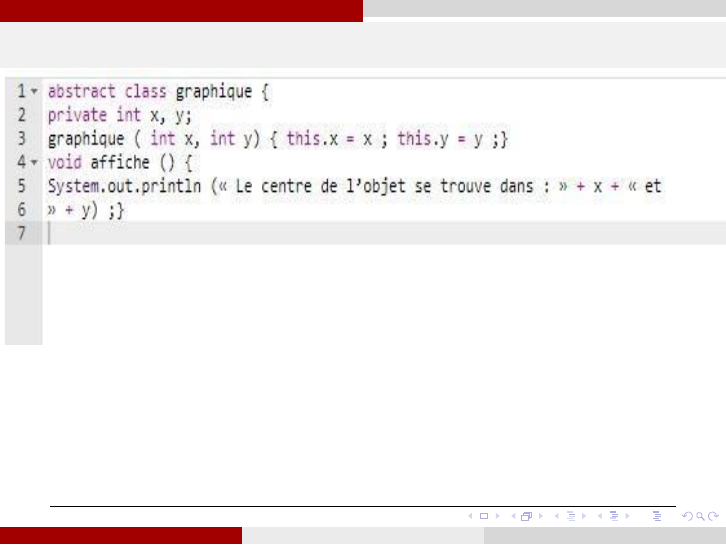 1 abstract class graphique {
2 private int x, y;
3 graphique ( int x, int y) { this.x = x ; this.y = y ;}
4 void affiche () {
5 System.out.println (« Le centre de l’objet se trouve dans : » + x + « et
6 » + y) ;}
7